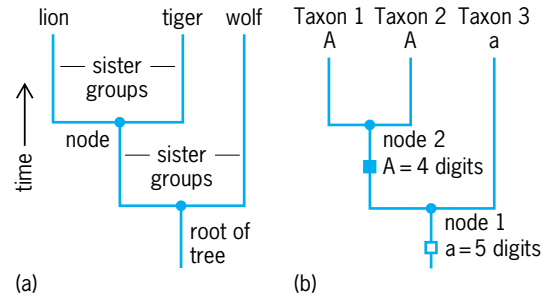 lion tiger wolf
sister
groups
node
sister
groups
time
root of
tree
(a)
Taxon 1 Taxon 2 Taxon 3
A A a
node 2
A = 4 digits
node 1
a = 5 digits
(b)